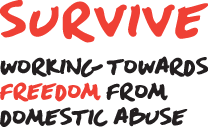 SURVIVE
WORKING TOWARDS
FREEDOM FROM
DOMESTIC ABUSE